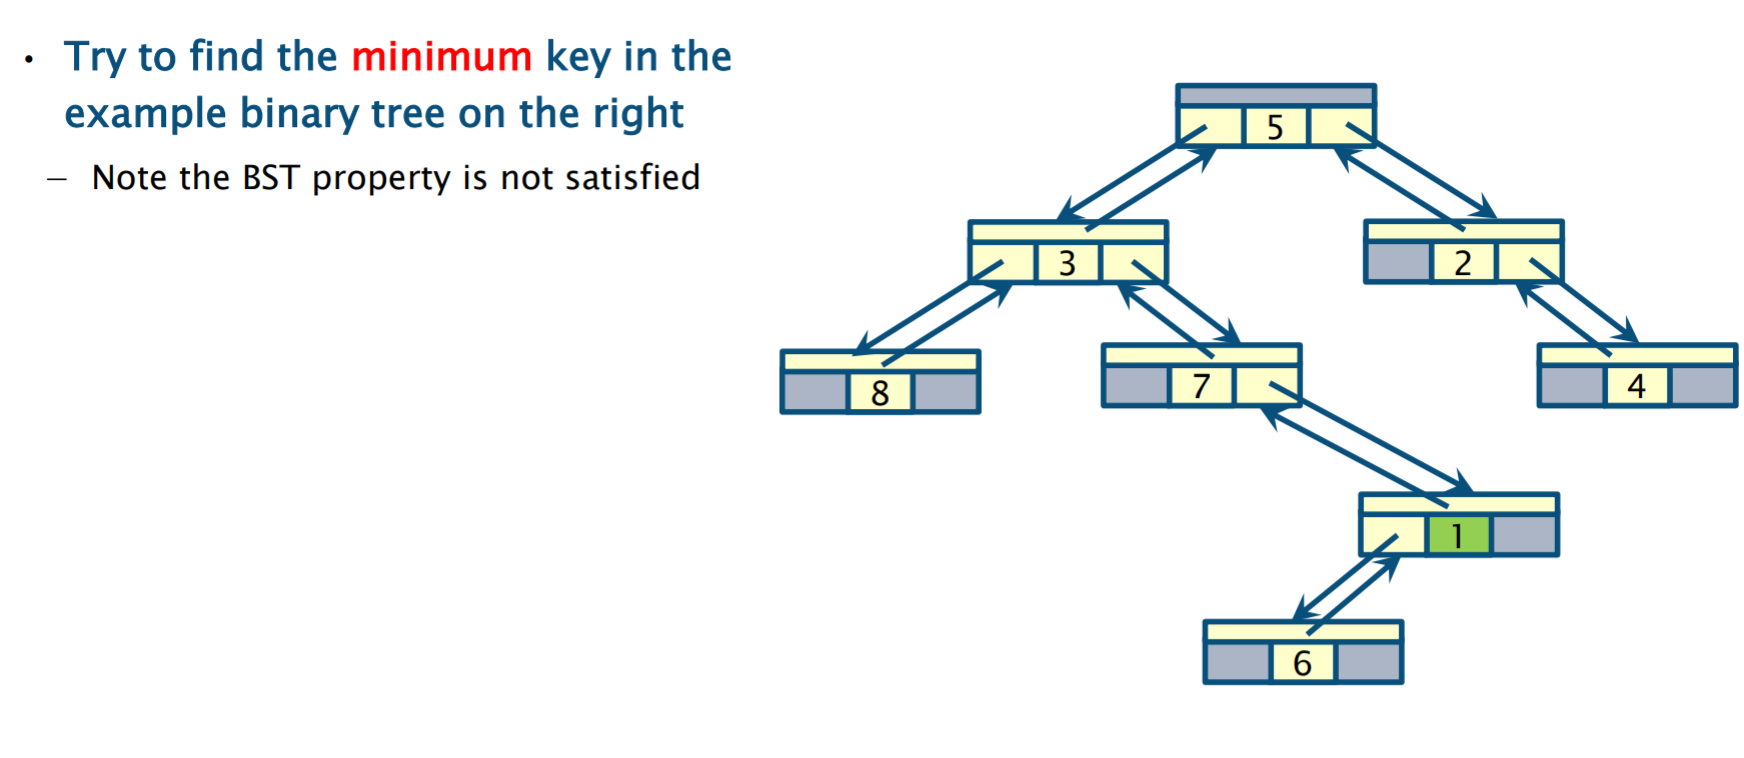 • Try to find the minimum key in the
example binary tree on the right
– Note the BST property is not satisfied
5
3
2
8
7
4
1
6